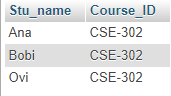 Stu_name Course_ID
Ana CSE-302
Bobi CSE-302
Ovi CSE-302